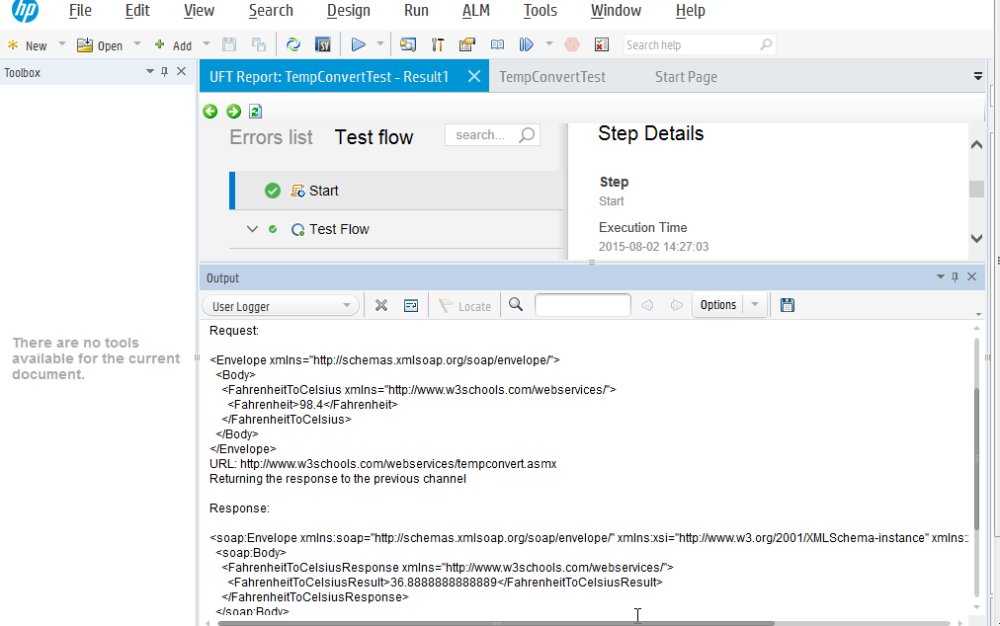 hp File Edit View Search Design Run ALM Tools Window Help
New Open Add SV Search help
Toolbox
UFT Report: TempConvertTest - Result1 TempConvertTest Start Page
Errors list Test flow search... Step Details
Start
Step
Start
Test Flow
Execution Time
2015-08-02 14:27:03
Output
User Logger Locate Options
There are no tools
available for the current
document.
Request:
<Envelope xmlns="http://schemas.xmlsoap.org/soap/envelope/">
<Body>
<FahrenheitToCelsius xmlns="http://www.w3schools.com/webservices/">
<Fahrenheit>98.4</Fahrenheit>
</FahrenheitToCelsius>
</Body>
</Envelope>
URL: http://www.w3schools.com/webservices/tempconvert.asmx
Returning the response to the previous channel
Response:
<soap:Envelope xmlns:soap="http://schemas.xmlsoap.org/soap/envelope/" xmlns:xsi="http://www.w3.org/2001/XMLSchema-instance" xmlns:
<soap:Body>
<FahrenheitToCelsiusResponse xmlns="http://www.w3schools.com/webservices/">
<FahrenheitToCelsiusResult>36.8888888888889</FahrenheitToCelsiusResult>
</FahrenheitToCelsiusResponse>
</soap:Body>